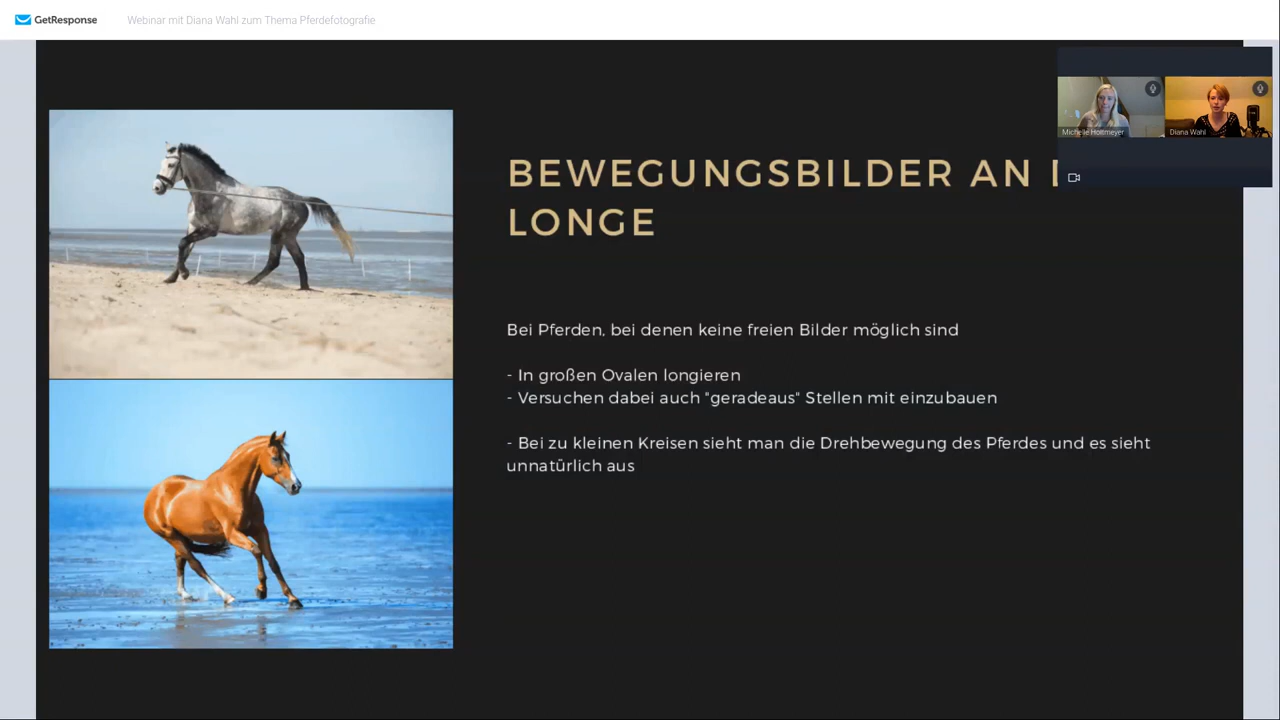 GetResponse
Webinar mit Diana Wahl zum Thema Pferdefotografie
Michelle Holtmeyer
Diana Wahl
BEWEGUNGSBILDER AN
LONGE
Bei Pferden, bei denen keine freien Bilder möglich sind
- In großen Ovalen longieren
- Versuchen dabei auch "geradeaus" Stellen mit einzubauen
- Bei zu kleinen Kreisen sieht man die Drehbewegung des Pferdes und es sieht
unnatürlich aus